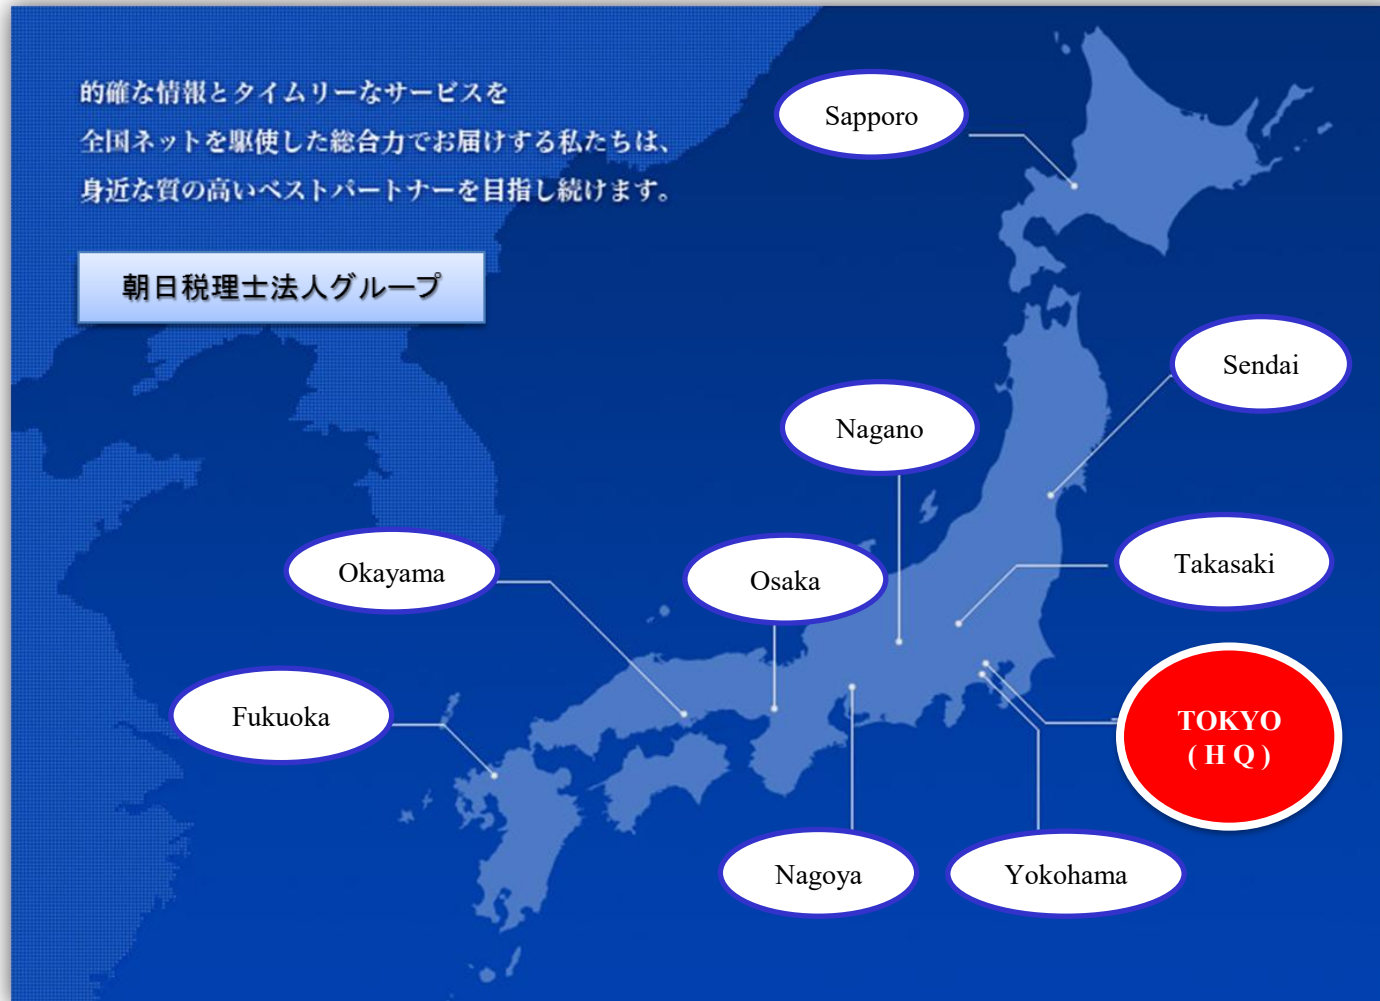 的確な情報とタイムリーなサービスを
全国ネットを駆使した総合力でお届けする私たちは、
身近な質の高いベストパートナーを目指し続けます。
朝日税理士法人グループ
Sapporo
Sendai
Nagano
Takasaki
Okayama
Osaka
Fukuoka
TOKYO
( H Q )
Nagoya
Yokohama